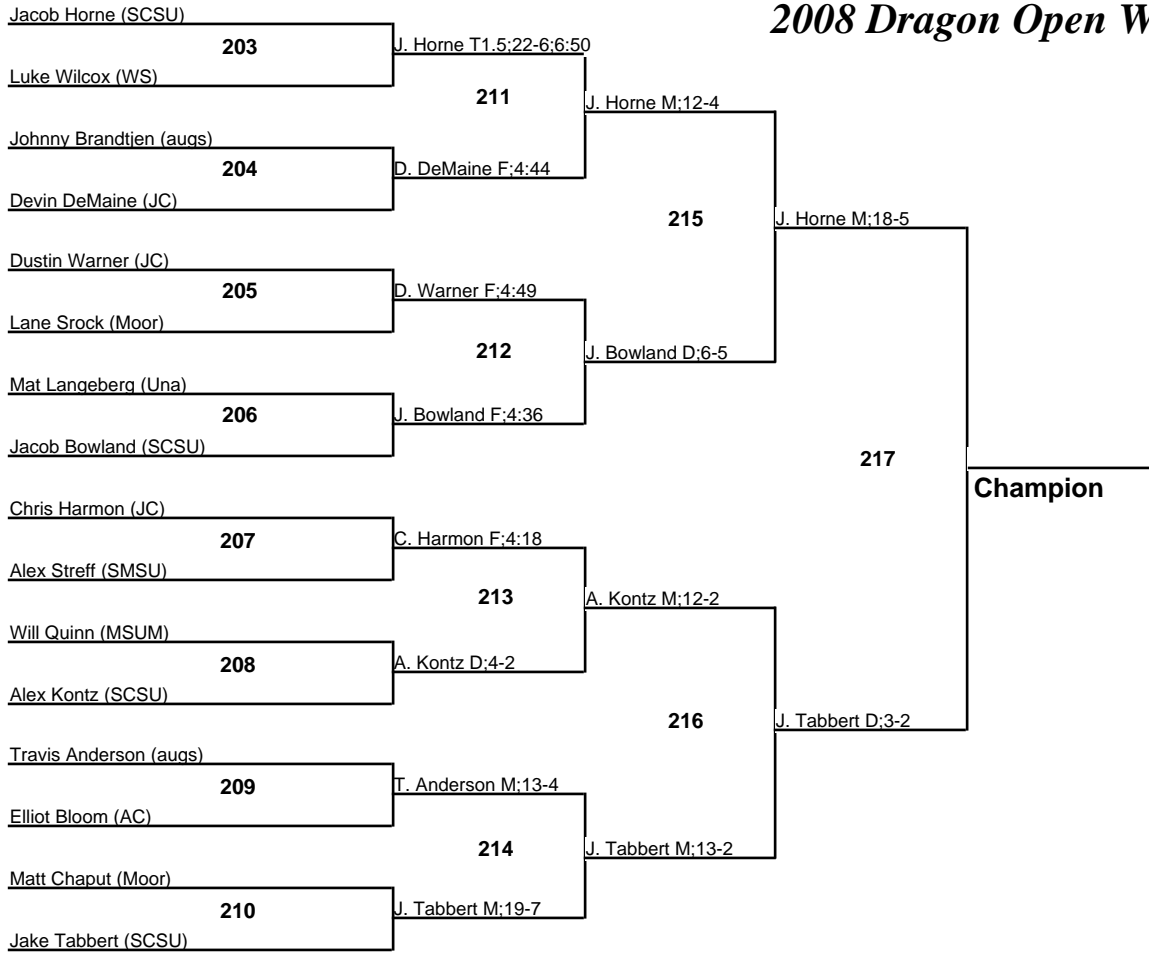 2008 Dragon Open W
Jacob Horne (SCSU)
203
Luke Wilcox (WS)
J. Horne T1.5;22-6;6:50
211
J. Horne M;12-4
Johnny Brandtjen (augs)
204
Devin DeMaine (JC)
D. DeMaine F;4:44
215
J. Horne M;18-5
Dustin Warner (JC)
205
Lane Srock (Moor)
D. Warner F;4:49
212
J. Bowland D;6-5
Mat Langeberg (Una)
206
Jacob Bowland (SCSU)
J. Bowland F;4:36
217
Champion
Chris Harmon (JC)
207
Alex Streff (SMSU)
C. Harmon F;4:18
213
A. Kontz M;12-2
Will Quinn (MSUM)
208
Alex Kontz (SCSU)
A. Kontz D;4-2
216
J. Tabbert D;3-2
Travis Anderson (augs)
209
Elliot Bloom (AC)
T. Anderson M;13-4
214
J. Tabbert M;13-2
Matt Chaput (Moor)
210
Jake Tabbert (SCSU)
J. Tabbert M;19-7